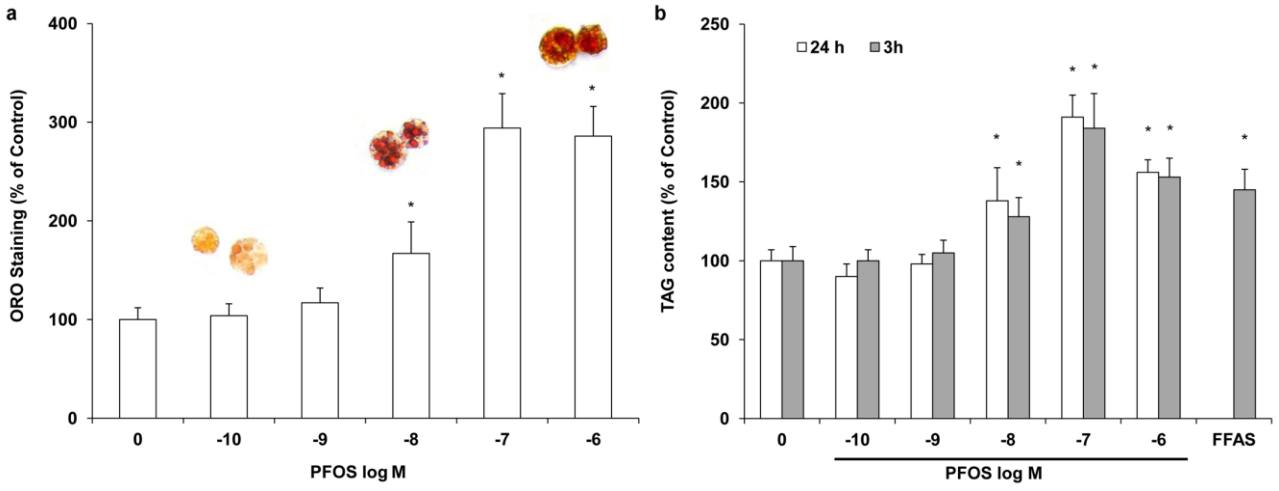 a
400
300
200
100
0
ORO Staining (% of Control)
*
*
*
0 -10 -9 -8 -7 -6
PFOS log M
b
250
200
150
100
50
0
TAG content (% of Control)
24 h 3h
* *
* *
* *
*
0 -10 -9 -8 -7 -6 FFAS
PFOS log M